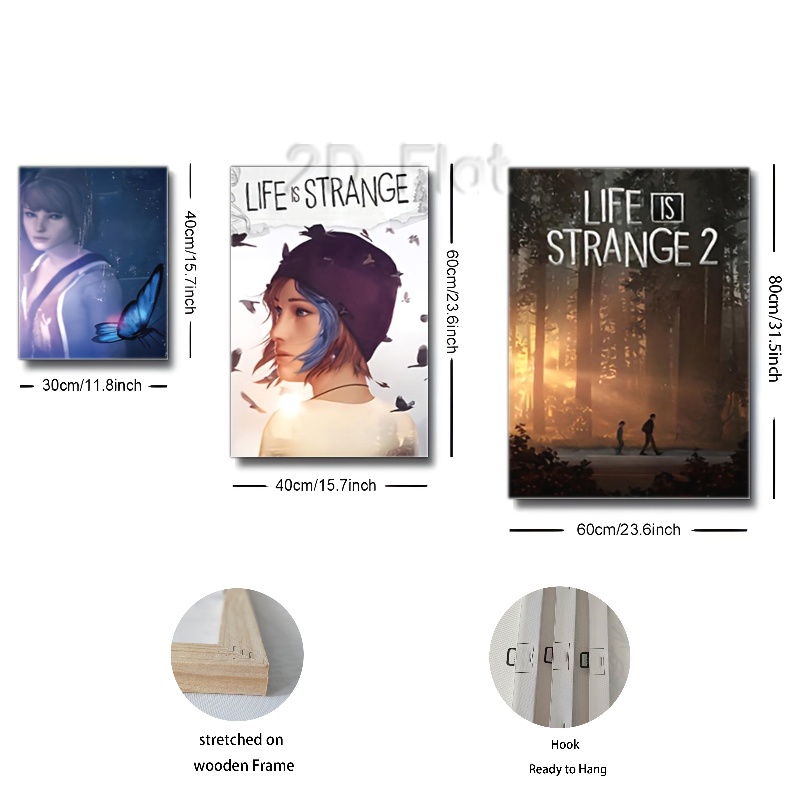 2D Flat
LIFE IS STRANGE
LIFE IS
STRANGE 2
40cm/15.7inch
60cm/23.6inch
80cm/31.5inch
30cm/11.8inch
40cm/15.7inch
60cm/23.6inch
stretched on
wooden Frame
Hook
Ready to Hang